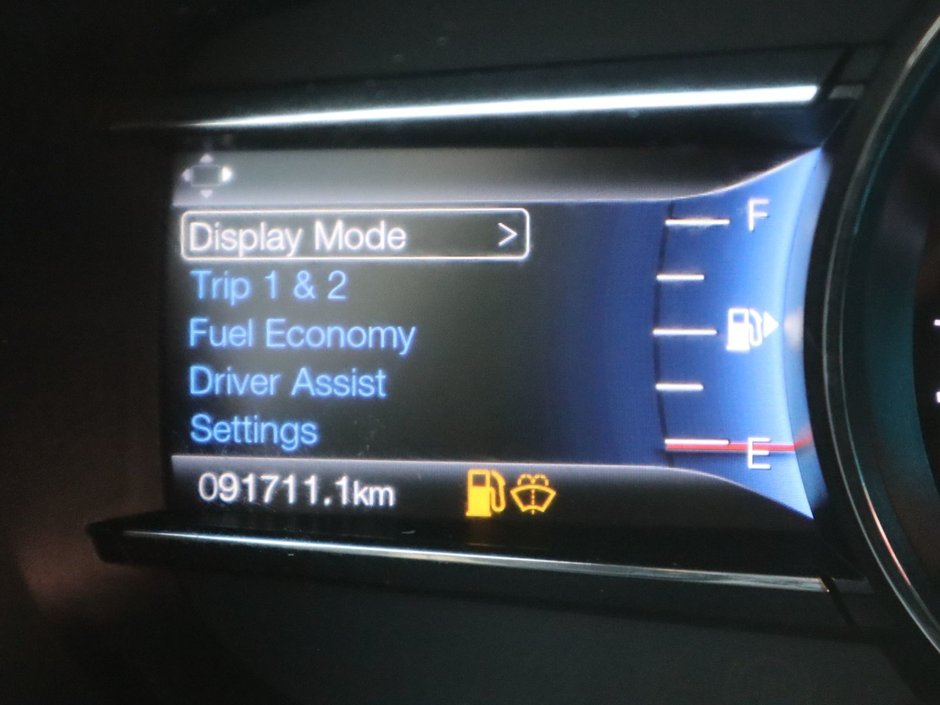 Display Mode >
Trip 1 & 2
Fuel Economy
Driver Assist
Settings
091711.1km
F
E